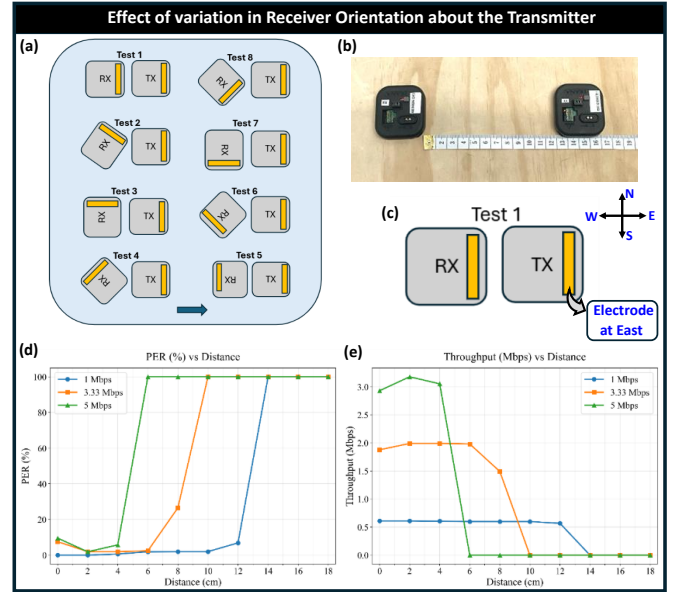 Effect of variation in Receiver Orientation about the Transmitter
(a)
Test 1
RX
TX
Test 8
RX
TX
Test 2
RX
TX
Test 7
RX
TX
Test 3
RX
TX
Test 6
RX
TX
Test 4
RX
TX
Test 5
RX
TX
(b)
(c)
Test 1
RX
TX
N
W
E
S
Electrode
at East
(d)
PER (%) vs Distance
1 Mbps
3.33 Mbps
5 Mbps
100
80
60
40
20
0
PER (%)
0 2 4 6 8 10 12 14 16 18
Distance (cm)
(e)
Throughput (Mbps) vs Distance
1 Mbps
3.33 Mbps
5 Mbps
3.0
2.5
2.0
1.5
1.0
0.5
0.0
Throughput (Mbps)
0 2 4 6 8 10 12 14 16 18
Distance (cm)